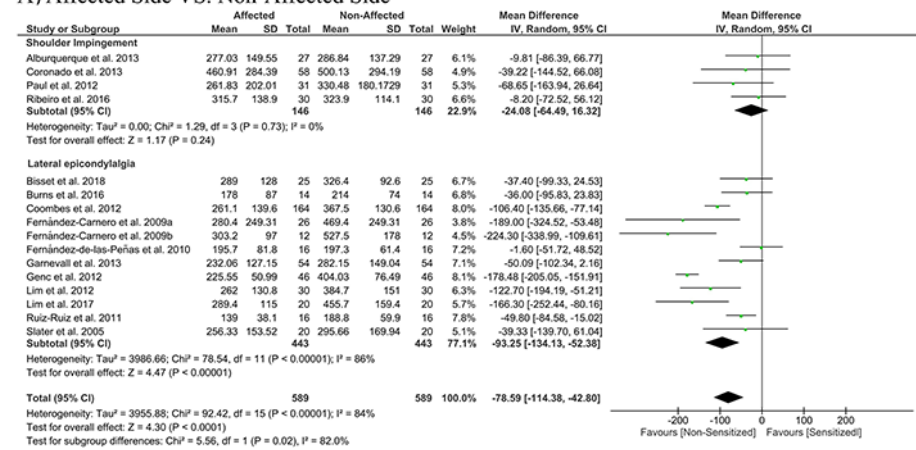 A) Affected Side VS. Non-Affected Side
Affected Non-Affected Mean Difference Mean Difference
Study or Subgroup Mean SD Total Mean SD Total Weight IV, Random, 95% CI IV, Random, 95% CI
Shoulder Impingement
Alburquerque et al. 2013 277.03 149.55 27 286.84 137.29 27 6.1% -9.81 [-86.39, 66.77]
Coronado et al. 2013 460.91 284.39 58 500.13 294.19 58 4.8% -39.22 [-144.52, 66.08]
Paul et al. 2012 261.83 202.01 31 330.48 180.1729 31 5.3% -68.65 [-163.94, 26.64]
Ribeiro et al. 2016 315.7 138.9 30 323.9 114.1 30 6.6% -8.20 [-72.52, 56.12]
Subtotal (95% CI) 146 146 22.9% -24.08 [-64.49, 16.32]
Heterogeneity: Tau² = 0.00; Chi² = 1.29, df = 3 (P = 0.73); I² = 0%
Test for overall effect: Z = 1.17 (P = 0.24)
Lateral epicondylalgia
Bisset et al. 2018 289 128 25 326.4 92.6 25 6.7% -37.40 [-99.33, 24.53]
Burns et al. 2016 178 87 14 214 74 14 6.7% -36.00 [-95.83, 23.83]
Coombes et al. 2012 261.1 139.6 164 367.5 130.6 164 8.0% -106.40 [-135.66, -77.14]
Fernàndez-Carnero et al. 2009a 280.4 249.31 26 469.4 249.31 26 3.6% -189.00 [-324.52, -53.48]
Fernàndez-Carnero et al. 2009b 303.2 97 12 527.5 178 12 4.4% -224.30 [-338.99, -109.61]
Fernàndez-de-las-Peñas et al. 2010 195.7 81.8 16 197.3 61.4 16 7.2% -1.60 [-51.72, 48.52]
Garnevall et al. 2013 232.06 127.15 54 282.15 149.04 54 7.1% -50.09 [-102.34, 2.16]
Genc et al. 2012 225.55 50.99 46 404.03 76.49 46 8.1% -178.48 [-205.05, -151.91]
Lim et al. 2012 262 130.8 30 384.7 151 30 6.3% -122.70 [-194.19, -51.21]
Lim et al. 2017 289.4 115 20 455.7 159.4 20 5.7% -166.30 [-252.44, -80.16]
Ruiz-Ruiz et al. 2011 139 38.1 16 188.8 59.9 16 7.9% -49.80 [-84.58, -15.02]
Slater et al. 2005 256.33 153.52 20 295.66 169.94 20 5.1% -39.33 [-139.70, 61.04]
Subtotal (95% CI) 443 443 77.1% -93.25 [-134.13, -52.38]
Heterogeneity: Tau² = 3986.66; Chi² = 78.54, df = 11 (P < 0.00001); I² = 86%
Test for overall effect: Z = 4.47 (P < 0.00001)
Total (95% CI) 589 589 100.0% -78.59 [-114.38, -42.80]
Heterogeneity: Tau² = 3955.88; Chi² = 92.42, df = 15 (P < 0.00001); I² = 84%
Test for overall effect: Z = 4.30 (P < 0.0001)
Test for subgroup differences: Chi² = 5.56, df = 1 (P = 0.02), I² = 82.0%
-200 -100 0 100 200
Favours [Non-Sensitized] Favours [Sensitized]